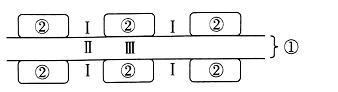 ② Ⅰ ② Ⅰ ②
Ⅱ Ⅲ ①
② Ⅰ ② Ⅰ ②